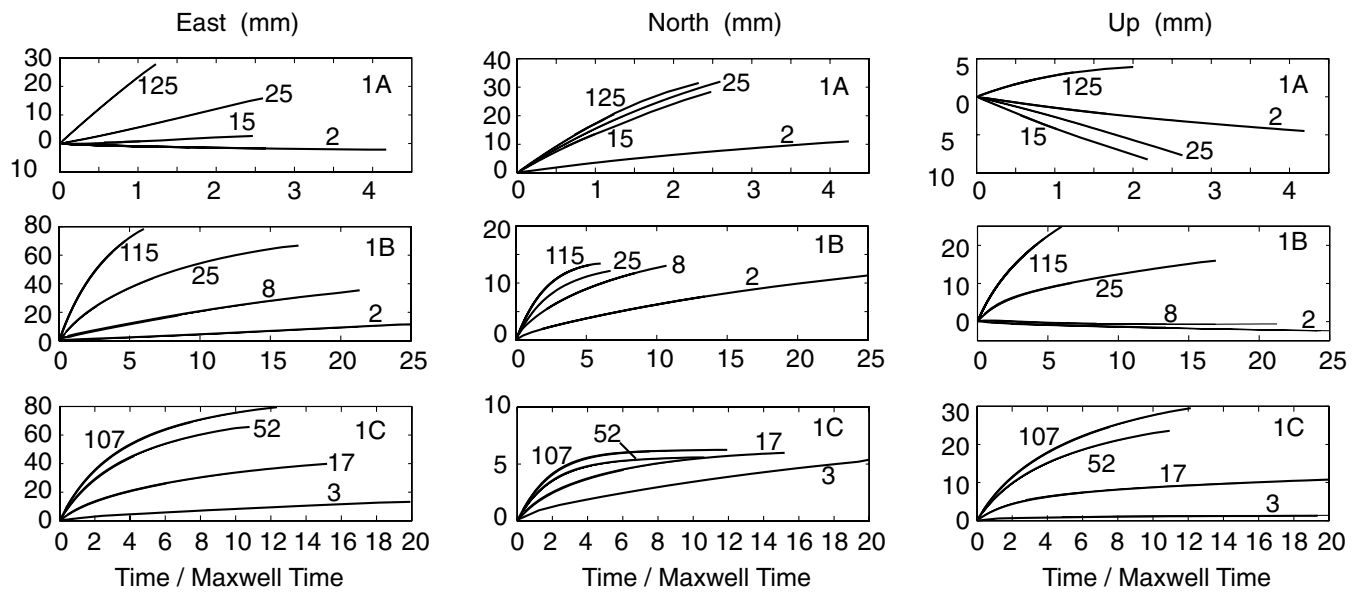 East (mm) North (mm) Up (mm)
30 20 10 0 10
125 25 15 2 1A
0 1 2 3 4
40 30 20 10 0
125 25 15 2 1A
0 1 2 3 4
5 0 5 10
125 2 15 25 1A
0 1 2 3 4
80 60 40 20 0
115 25 8 2 1B
0 5 10 15 20 25
20 10 0
115 25 8 2 1B
0 5 10 15 20 25
20 10 0
115 25 8 2 1B
0 5 10 15 20 25
80 60 40 20 0
107 52 17 3 1C
0 2 4 6 8 10 12 14 16 18 20
Time / Maxwell Time
10 5 0
107 52 17 3 1C
0 2 4 6 8 10 12 14 16 18 20
Time / Maxwell Time
30 20 10 0
107 52 17 3 1C
0 2 4 6 8 10 12 14 16 18 20
Time / Maxwell Time